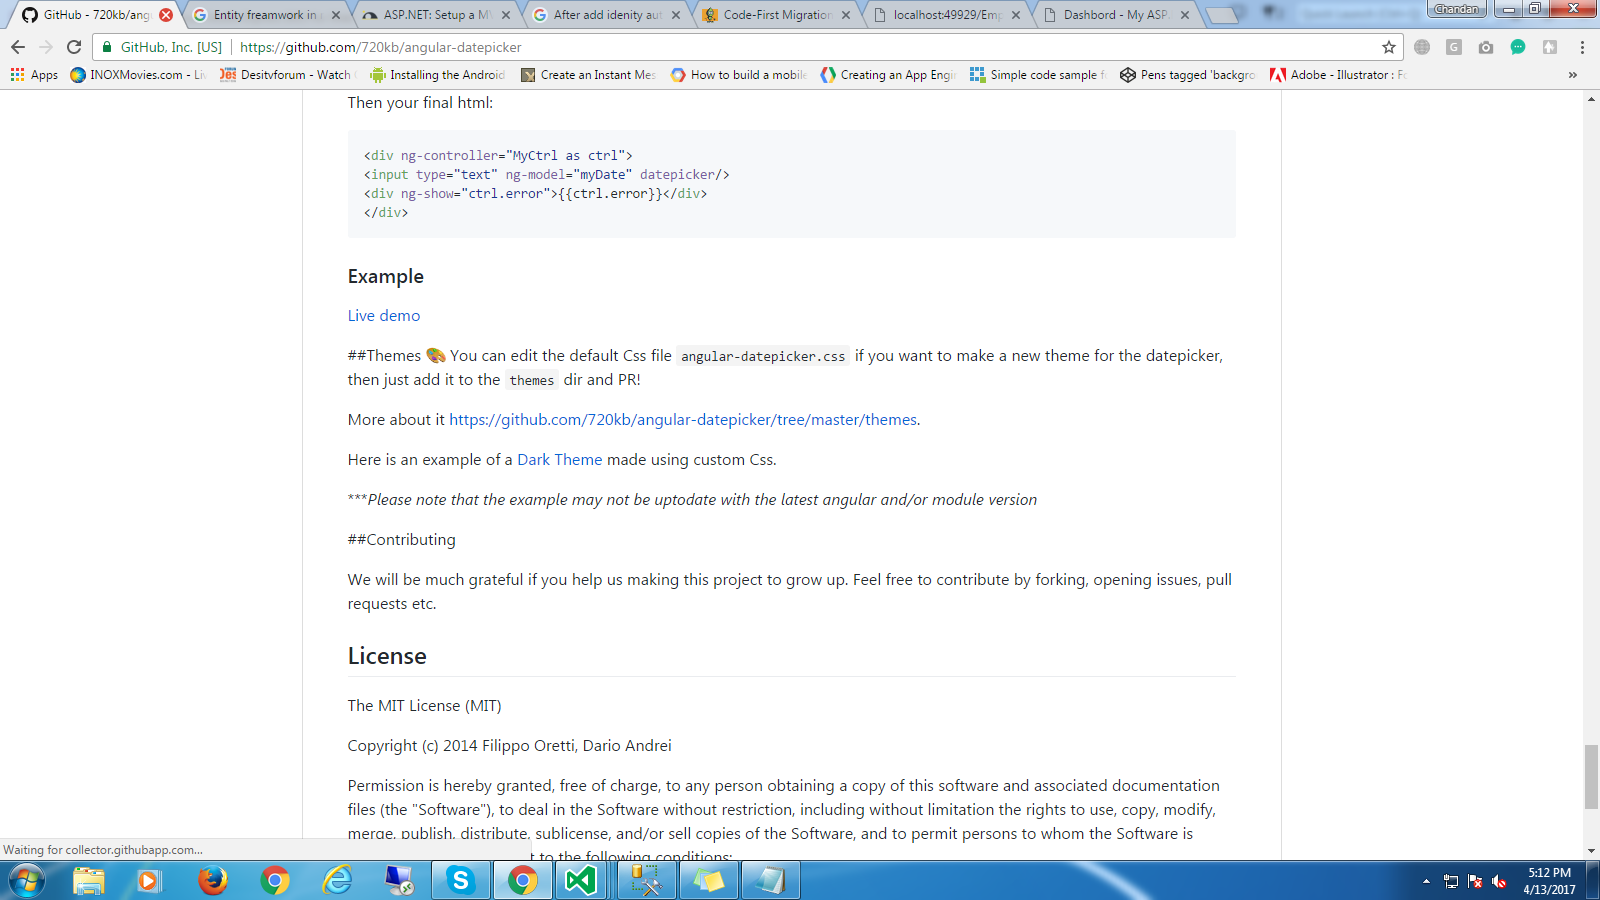 GitHub - 720kb/ang
Entity freamwork in
ASP.NET: Setup a MV
After add idenity aut
Code-First Migration
localhost:49929/Emp
Dashbord - My ASP.
Chandan
GitHub, Inc. [US]
https://github.com/720kb/angular-datepicker
Apps
INOXMovies.com - Liv
Desitvforum - Watch
Installing the Android
Create an Instant Mes
How to build a mobile
Creating an App Engi
Simple code sample f
Pens tagged 'backgro
Adobe - Illustrator : Fo
»
Then your final html:
<div ng-controller="MyCtrl as ctrl">
<input type="text" ng-model="myDate" datepicker/>
<div ng-show="ctrl.error">{{ctrl.error}}</div>
</div>
Example
Live demo
##Themes 🎨 You can edit the default Css file angular-datepicker.css if you want to make a new theme for the datepicker,
then just add it to the themes dir and PR!
More about it https://github.com/720kb/angular-datepicker/tree/master/themes.
Here is an example of a Dark Theme made using custom Css.
***Please note that the example may not be uptodate with the latest angular and/or module version
##Contributing
We will be much grateful if you help us making this project to grow up. Feel free to contribute by forking, opening issues, pull
requests etc.
License
The MIT License (MIT)
Copyright (c) 2014 Filippo Oretti, Dario Andrei
Permission is hereby granted, free of charge, to any person obtaining a copy of this software and associated documentation
files (the "Software"), to deal in the Software without restriction, including without limitation the rights to use, copy, modify,
merge, publish, distribute, sublicense, and/or sell copies of the Software, and to permit persons to whom the Software is
t to the following conditions:
Waiting for collector.githubapp.com...
5:12 PM
4/13/2017